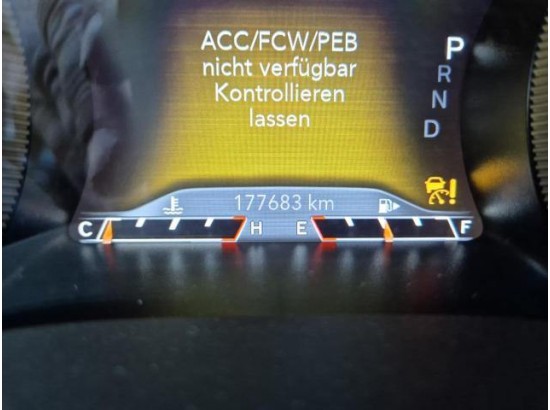 ACC/FCW/PEB
nicht verfügbar
Kontrollieren
lassen
P
R
N
D
177683 km
C H E F